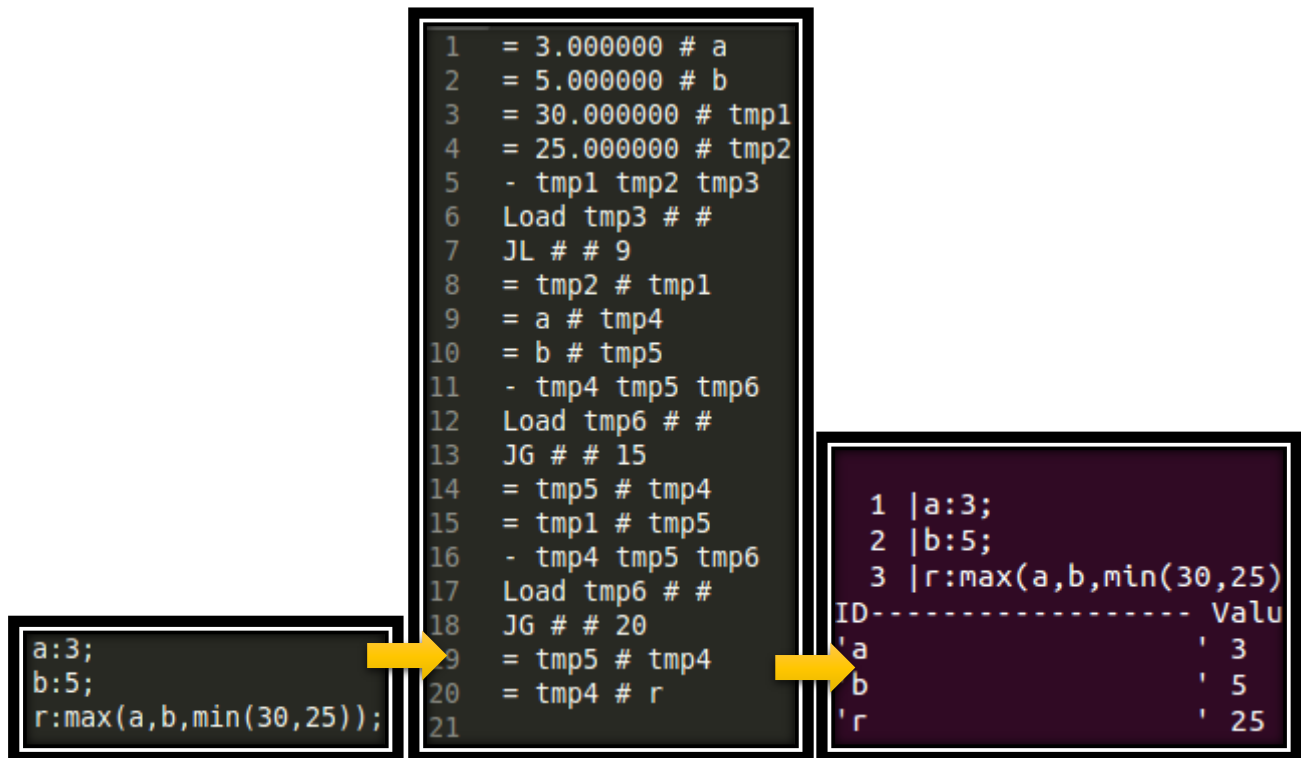 a:3;
b:5;
r:max(a,b,min(30,25));
1 = 3.000000 # a
2 = 5.000000 # b
3 = 30.000000 # tmp1
4 = 25.000000 # tmp2
5 - tmp1 tmp2 tmp3
6 Load tmp3 # #
7 JL # # 9
8 = tmp2 # tmp1
9 = a # tmp4
10 = b # tmp5
11 - tmp4 tmp5 tmp6
12 Load tmp6 # #
13 JG # # 15
14 = tmp5 # tmp4
15 = tmp1 # tmp5
16 - tmp4 tmp5 tmp6
17 Load tmp6 # #
18 JG # # 20
9 = tmp5 # tmp4
20 = tmp4 # r
21
1 |a:3;
2 |b:5;
3 |r:max(a,b,min(30,25)
ID------------------ Valu
'a ' 3
'b ' 5
'r ' 25